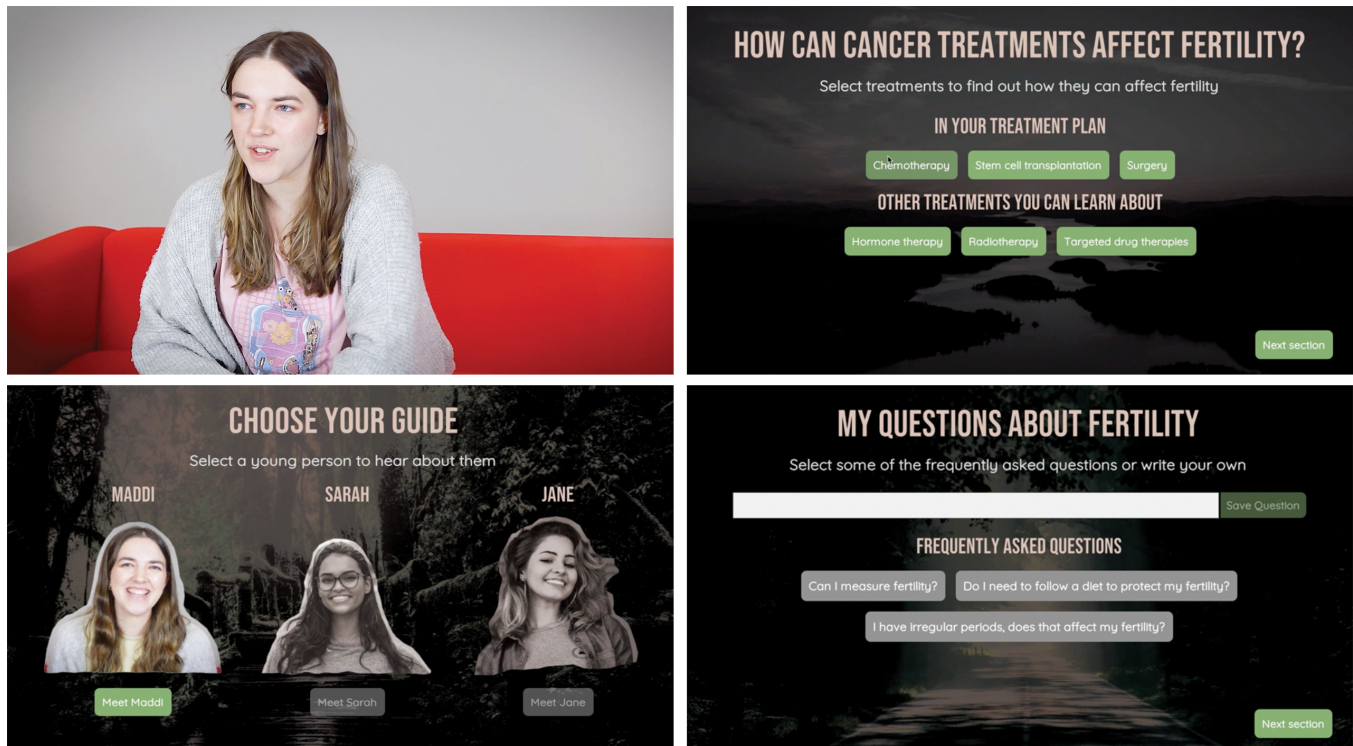 HOW CAN CANCER TREATMENTS AFFECT FERTILITY?
Select treatments to find out how they can affect fertility
IN YOUR TREATMENT PLAN
Chemotherapy Stem cell transplantation Surgery
OTHER TREATMENTS YOU CAN LEARN ABOUT
Hormone therapy Radiotherapy Targeted drug therapies
Next section
CHOOSE YOUR GUIDE
Select a young person to hear about them
MADDI SARAH JANE
Meet Maddi Meet Sarah Meet Jane
MY QUESTIONS ABOUT FERTILITY
Select some of the frequently asked questions or write your own
Save Question
FREQUENTLY ASKED QUESTIONS
Can I measure fertility? Do I need to follow a diet to protect my fertility?
I have irregular periods, does that affect my fertility?
Next section